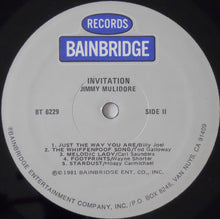 RECORDS
BAINBRIDGE
INVITATION
JIMMY MULIDORE
BT 6229
SIDE II
1. JUST THE WAY YOU ARE/Billy Joel
2. THE WHIFFENPOOF SONG/Tod Galloway
3. MELODIC LADY/Carl Saunders
4. FOOTPRINTS/Wayne Shorter
5. STARDUST/Hoagy Carmichael
©1981 BAINBRIDGE ENT. CO., INC.
BAINBRIDGE ENTERTAINMENT COMPANY, INC. / P.O. BOX 8248, VAN NUYS, CA 91409